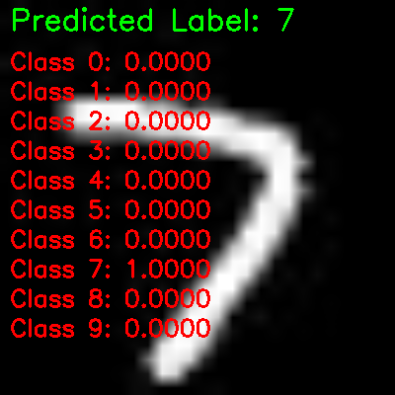 Predicted Label: 7
Class 0: 0.0000
Class 1: 0.0000
Class 2: 0.0000
Class 3: 0.0000
Class 4: 0.0000
Class 5: 0.0000
Class 6: 0.0000
Class 7: 1.0000
Class 8: 0.0000
Class 9: 0.0000
7